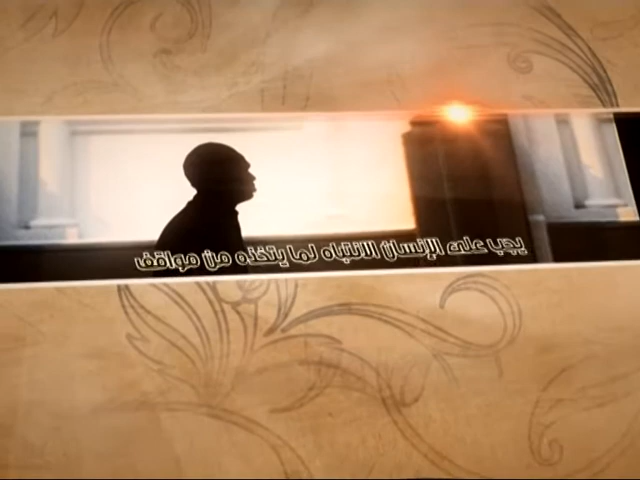 يجب على الإنسان الانتباه لما يتخذه من مواقف